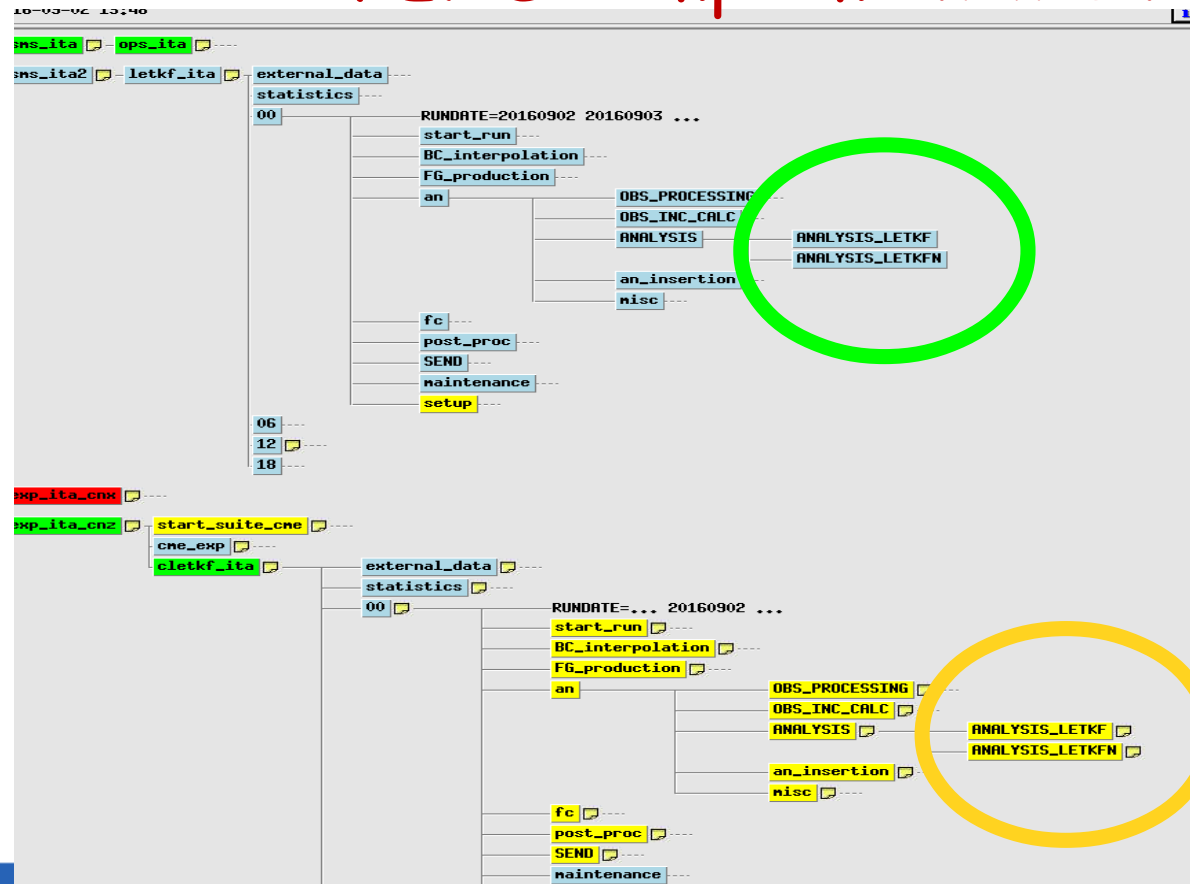 sms_ita ops_ita
sms_ita2 letkf_ita external_data
statistics
00 RUNDATE=20160902 20160903 ...
start_run
BC_interpolation
FG_production
an OBS_PROCESSING
OBS_INC_CALC
ANALYSIS ANALYSIS_LETKF
ANALYSIS_LETKFN
an_insertion
misc
fc
post_proc
SEND
maintenance
setup
06
12
18
exp_ita_cnx
exp_ita_cnz start_suite_cme
cme_exp
cletkf_ita external_data
statistics
00 RUNDATE=... 20160902 ...
start_run
BC_interpolation
FG_production
an OBS_PROCESSING
OBS_INC_CALC
ANALYSIS ANALYSIS_LETKF
ANALYSIS_LETKFN
an_insertion
misc
fc
post_proc
SEND
maintenance